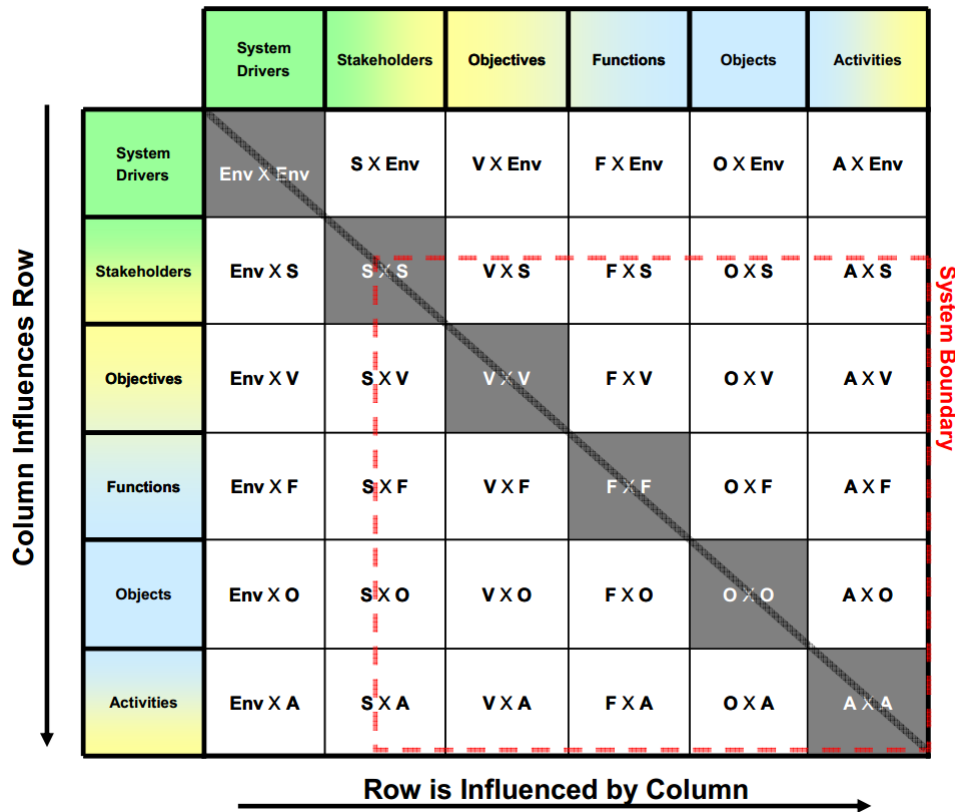 System
Drivers
Stakeholders
Objectives
Functions
Objects
Activities
System
Drivers
Env X Env
S X Env
V X Env
F X Env
O X Env
A X Env
Stakeholders
Env X S
S X S
V X S
F X S
O X S
A X S
Objectives
Env X V
S X V
V X V
F X V
O X V
A X V
Functions
Env X F
S X F
V X F
F X F
O X F
A X F
Objects
Env X O
S X O
V X O
F X O
O X O
A X O
Activities
Env X A
S X A
V X A
F X A
O X A
A X A
Column Influences Row
System Boundary
Row is Influenced by Column